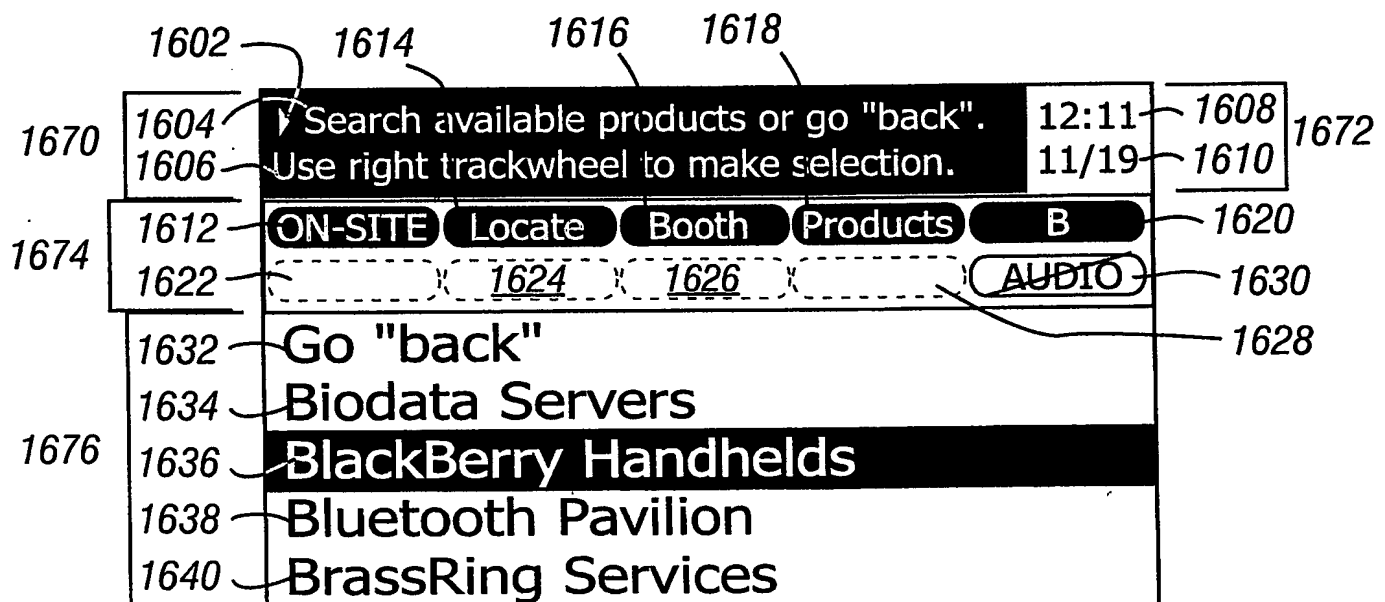 1602 1614 1616 1618
1670 1604 Search available products or go "back". 12:11 1608 1672
1606 Use right trackwheel to make selection. 11/19 1610
1674 1612 ON-SITE Locate Booth Products B 1620
1622 1624 1626 AUDIO 1630
1632 Go "back" 1628
1634 Biodata Servers
1676 1636 BlackBerry Handhelds
1638 Bluetooth Pavilion
1640 BrassRing Services